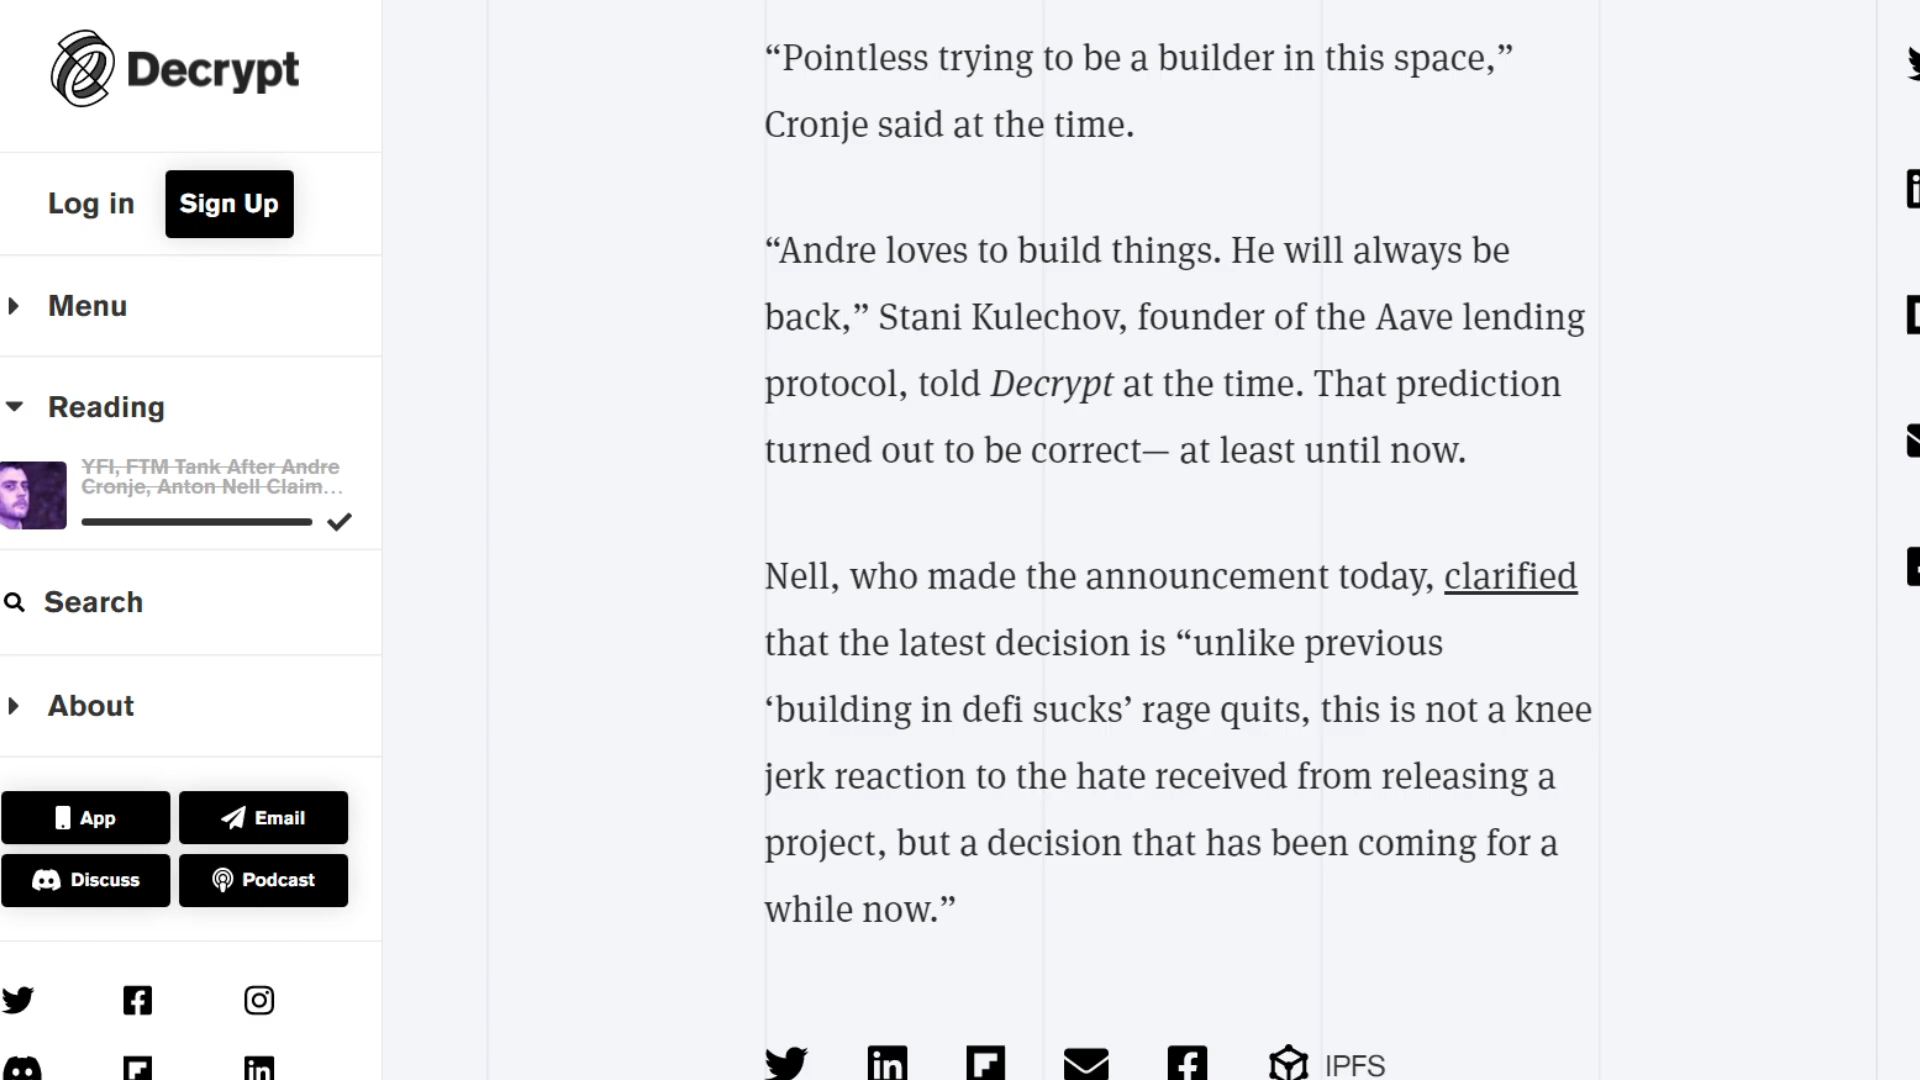 Decrypt
Log in
Sign Up
Menu
Reading
YFI, FTM Tank After Andre
Cronje, Anton Nell Claim...
Search
About
App
Email
Discuss
Podcast
“Pointless trying to be a builder in this space,”
Cronje said at the time.
“Andre loves to build things. He will always be
back,” Stani Kulechov, founder of the Aave lending
protocol, told Decrypt at the time. That prediction
turned out to be correct— at least until now.
Nell, who made the announcement today, clarified
that the latest decision is “unlike previous
‘building in defi sucks’ rage quits, this is not a knee
jerk reaction to the hate received from releasing a
project, but a decision that has been coming for a
while now.”
IPFS